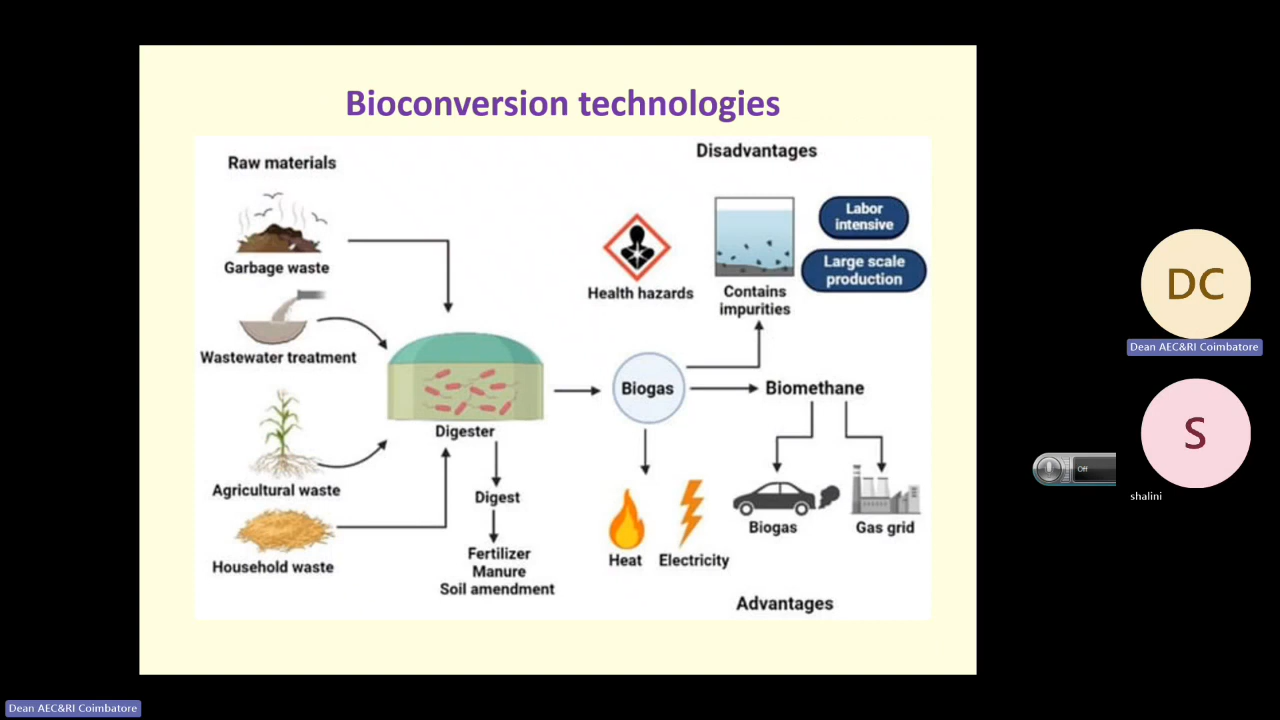 Bioconversion technologies
Raw materials
Garbage waste
Wastewater treatment
Agricultural waste
Household waste
Digester
Digest
Fertilizer
Manure
Soil amendment
Biogas
Disadvantages
Health hazards
Contains
impurities
Labor
intensive
Large scale
production
Biomethane
Heat
Electricity
Biogas
Gas grid
Advantages
DC
Dean AEC&RI Coimbatore
S
shalini
Off
Dean AEC&RI Coimbatore